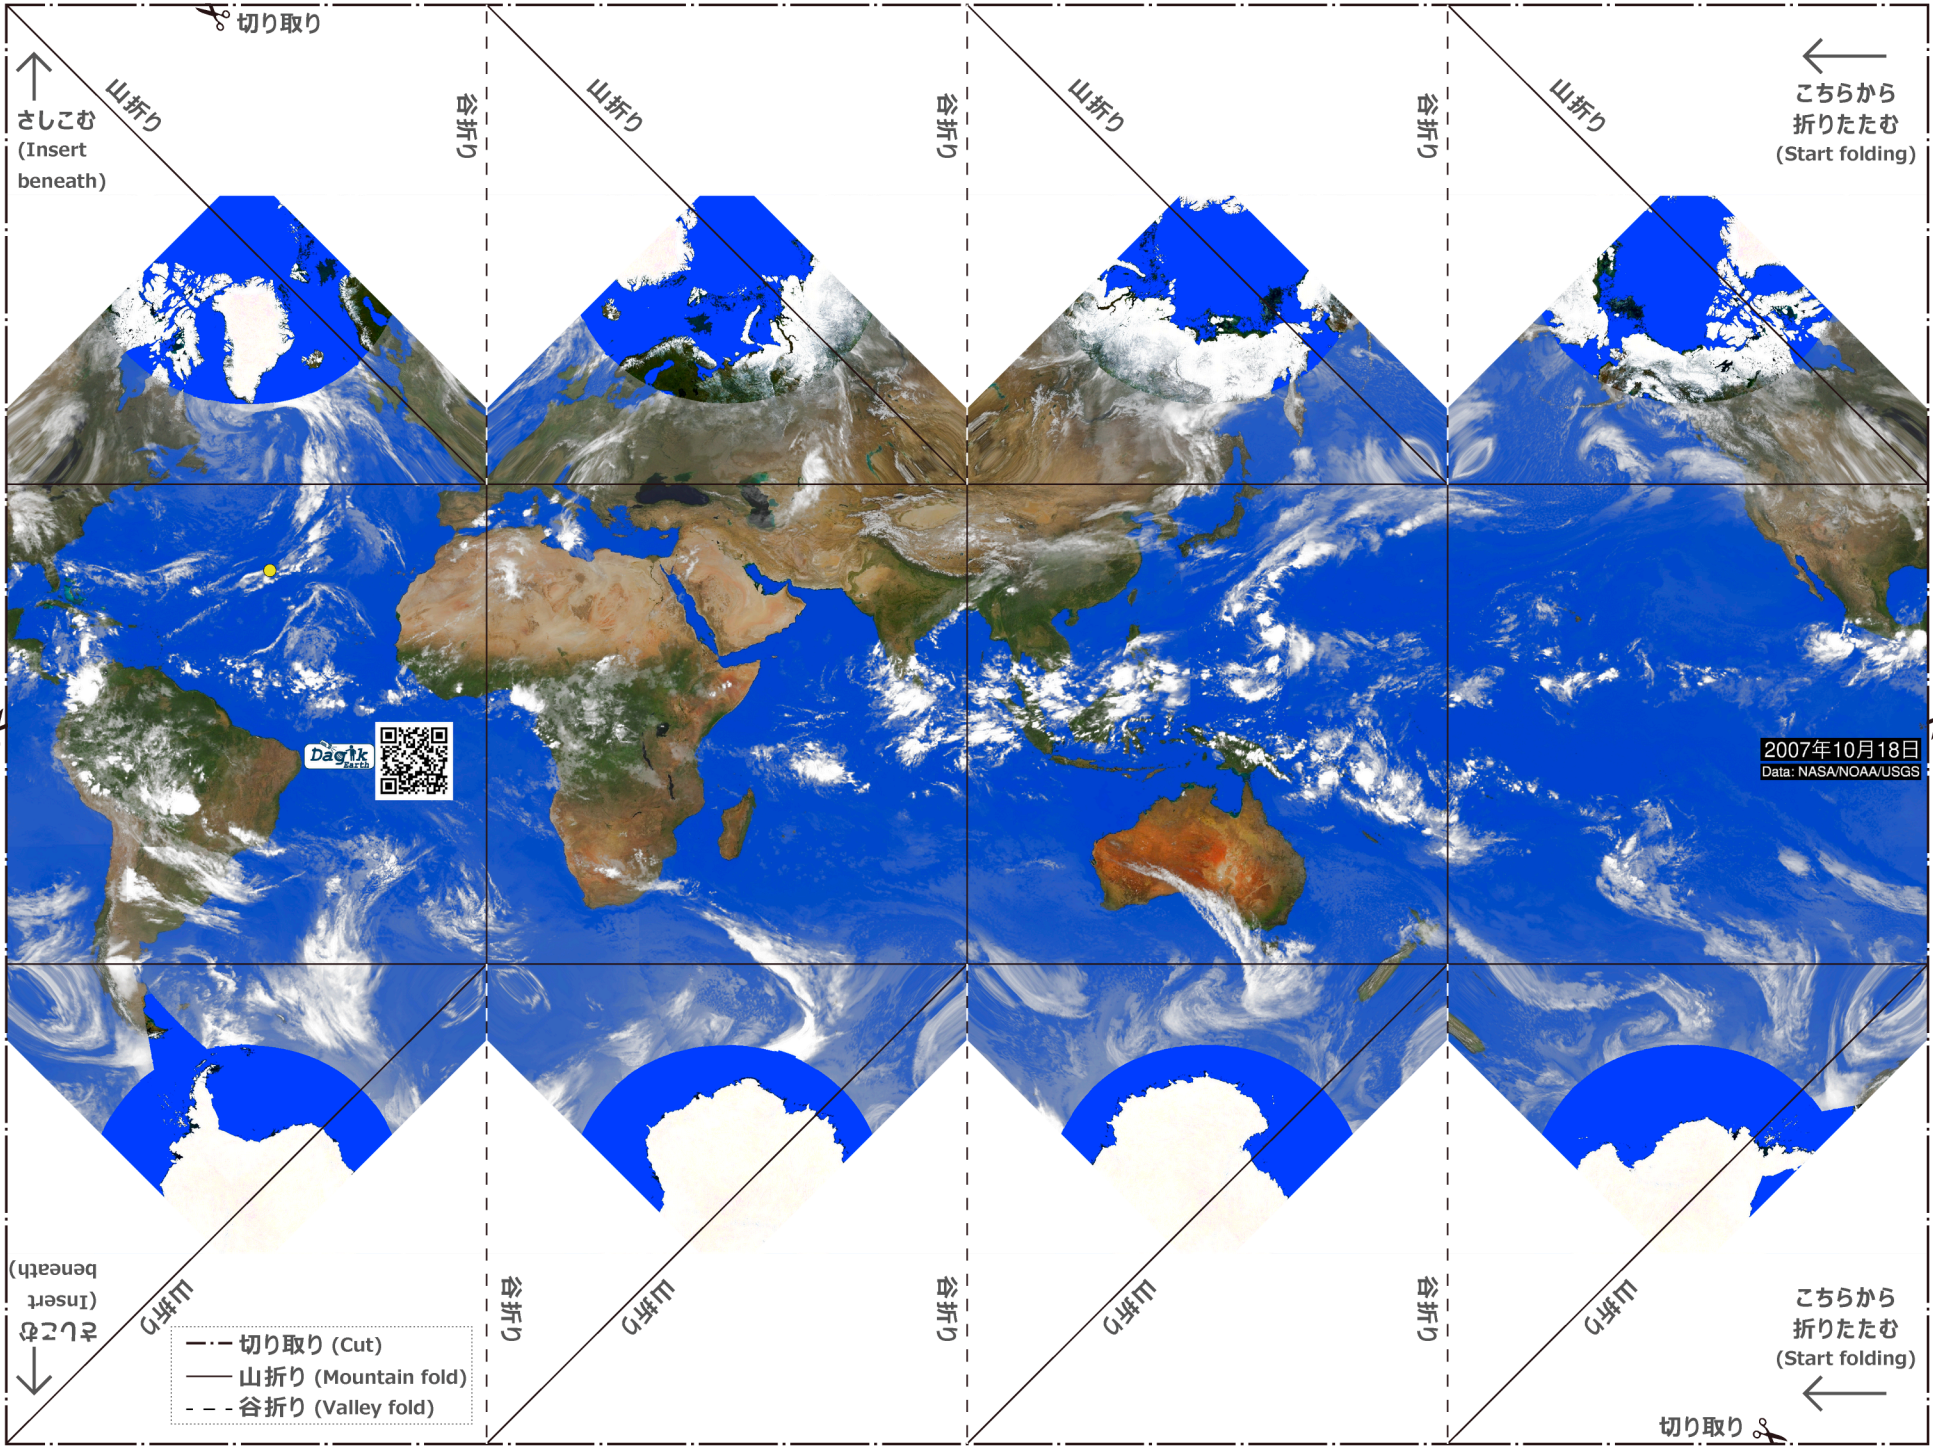 切り取り
山折り
谷折り
山折り
谷折り
山折り
谷折り
山折り
さしこむ
(Insert
beneath)
こちらから
折りたたむ
(Start folding)
Dagik
Earth
2007年10月18日
Data: NASA/NOAA/USGS
さしこむ
(Insert
beneath)
山折り
谷折り
山折り
谷折り
山折り
谷折り
山折り
切り取り (Cut)
山折り (Mountain fold)
谷折り (Valley fold)
こちらから
折りたたむ
(Start folding)
切り取り